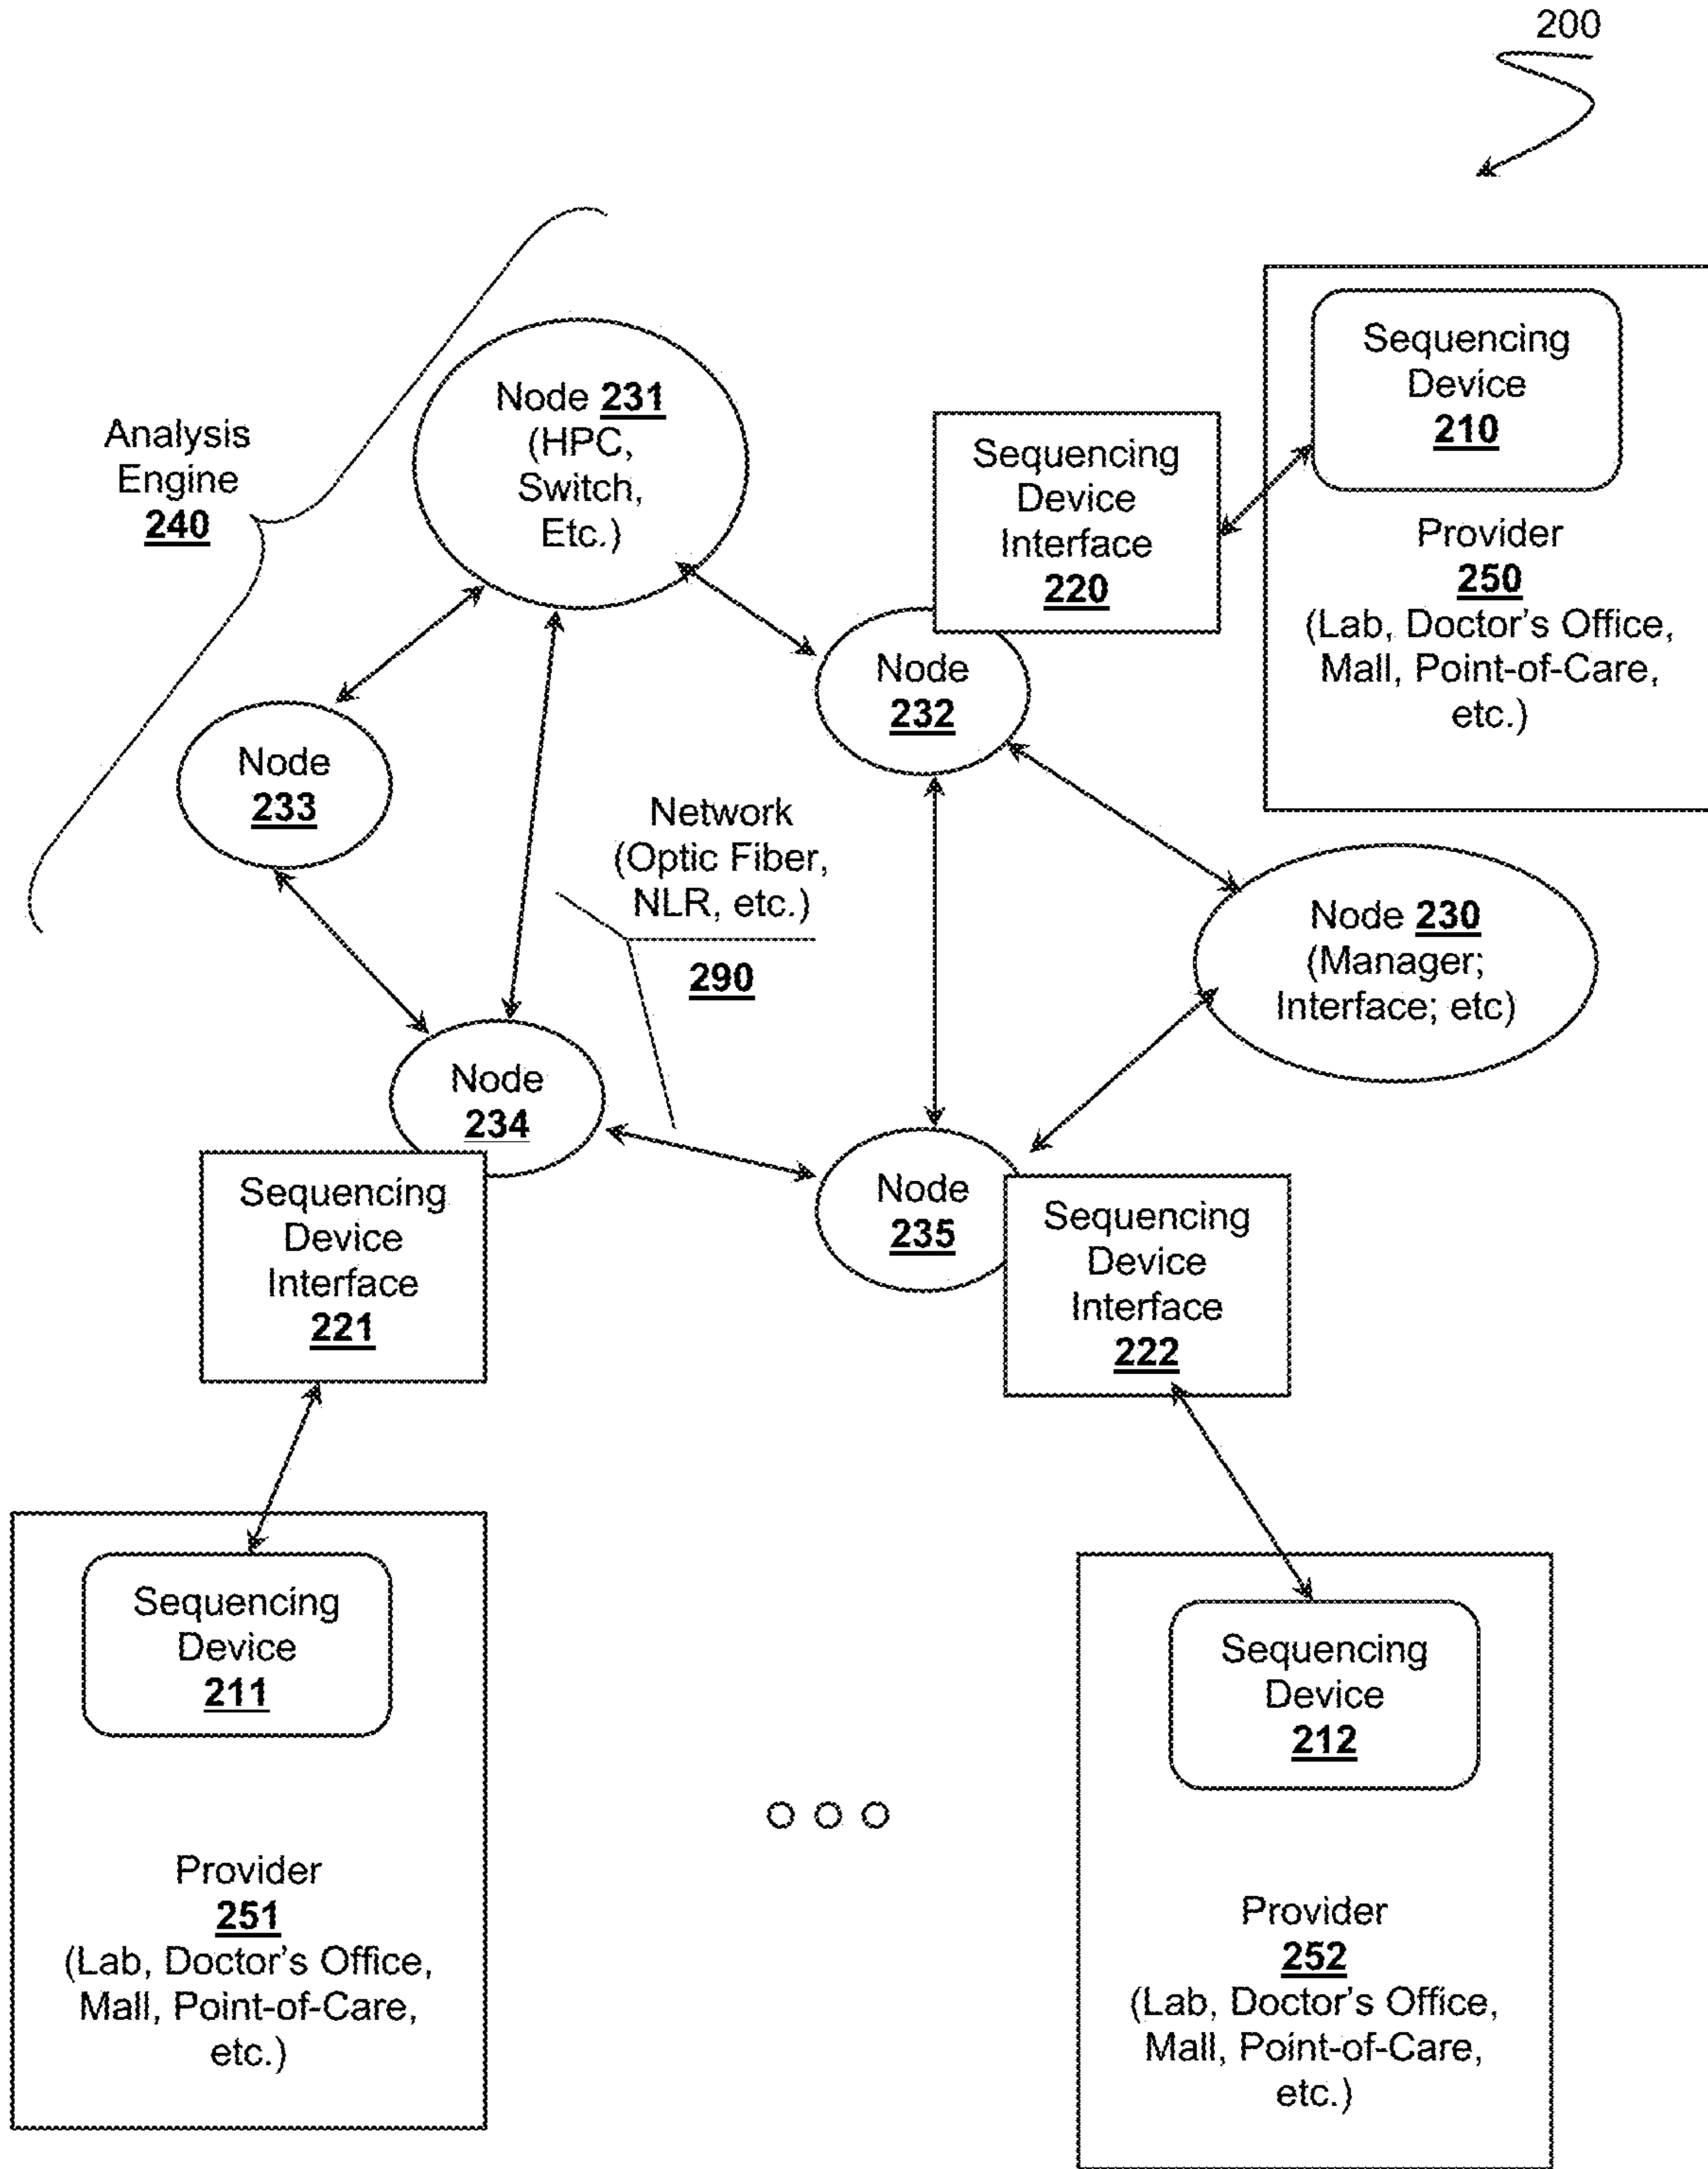 200
Analysis
Engine
240
Node 231
(HPC,
Switch,
Etc.)
Sequencing
Device
Interface
220
Sequencing
Device
210
Provider
250
(Lab, Doctor's Office,
Mall, Point-of-Care,
etc.)
Node
232
Node
233
Network
(Optic Fiber,
NLR, etc.)
290
Node 230
(Manager;
Interface; etc)
Node
234
Node
235
Sequencing
Device
Interface
221
Sequencing
Device
Interface
222
Sequencing
Device
211
Provider
251
(Lab, Doctor's Office,
Mall, Point-of-Care,
etc.)
Sequencing
Device
212
Provider
252
(Lab, Doctor's Office,
Mall, Point-of-Care,
etc.)